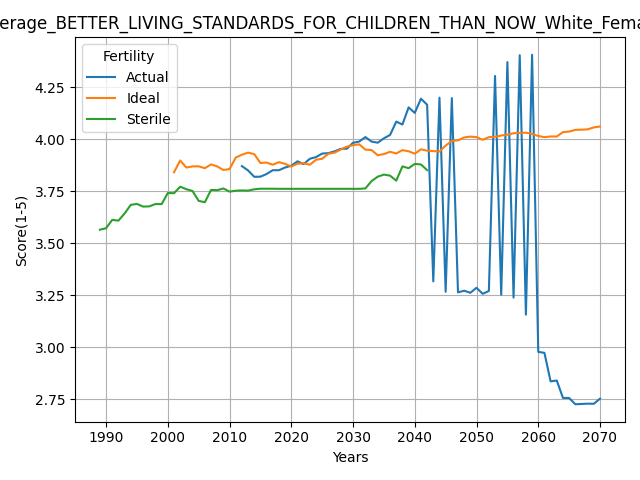 erage_BETTER_LIVING_STANDARDS_FOR_CHILDREN_THAN_NOW_White_Fema
Fertility
Actual
Ideal
Sterile
Score(1-5)
4.25
4.00
3.75
3.50
3.25
3.00
2.75
1990 2000 2010 2020 2030 2040 2050 2060 2070
Years